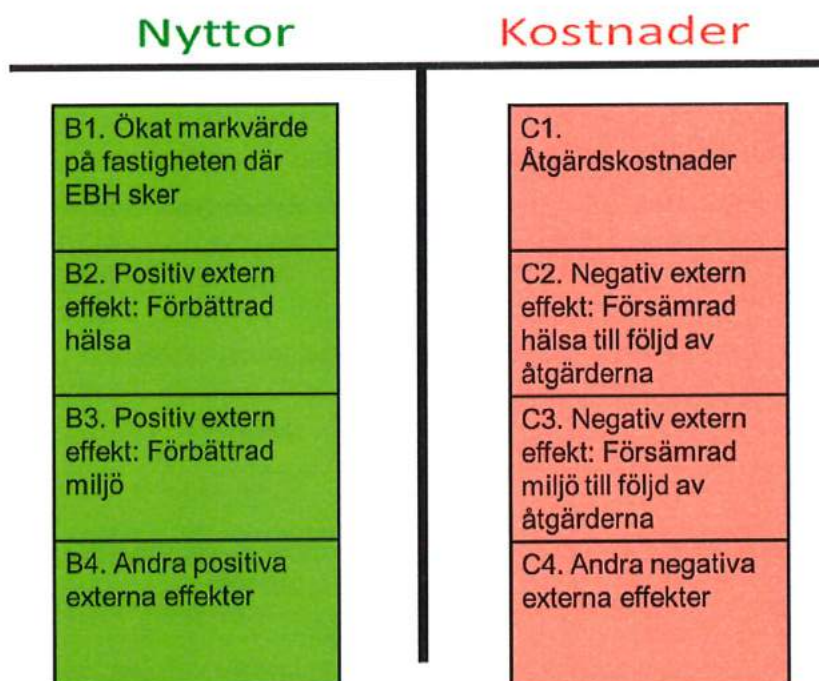 Nyttor
Kostnader
B1. Ökat markvärde
på fastigheten där
EBH sker
B2. Positiv extern
effekt: Förbättrad
hälsa
B3. Positiv extern
effekt: Förbättrad
miljö
B4. Andra positiva
externa effekter
C1.
Åtgärdskostnader
C2. Negativ extern
effekt: Försämrad
hälsa till följd av
åtgärderna
C3. Negativ extern
effekt: Försämrad
miljö till följd av
åtgärderna
C4. Andra negativa
externa effekter